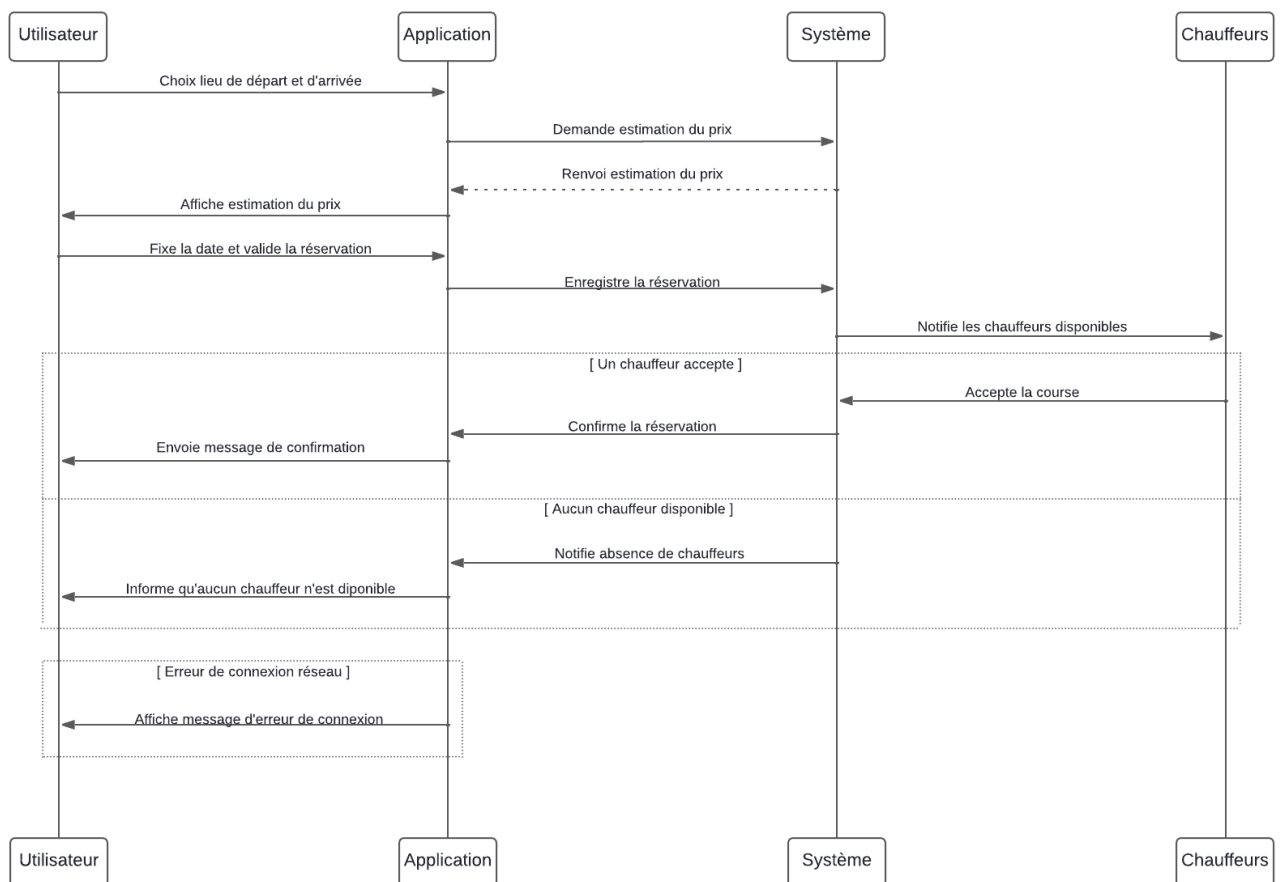 Utilisateur
Application
Système
Chauffeurs
Choix lieu de départ et d'arrivée
Demande estimation du prix
Renvoi estimation du prix
Affiche estimation du prix
Fixe la date et valide la réservation
Enregistre la réservation
Notifie les chauffeurs disponibles
[ Un chauffeur accepte ]
Accepte la course
Confirme la réservation
Envoie message de confirmation
[ Aucun chauffeur disponible ]
Notifie absence de chauffeurs
Informe qu'aucun chauffeur n'est diponible
[ Erreur de connexion réseau ]
Affiche message d'erreur de connexion
Utilisateur
Application
Système
Chauffeurs